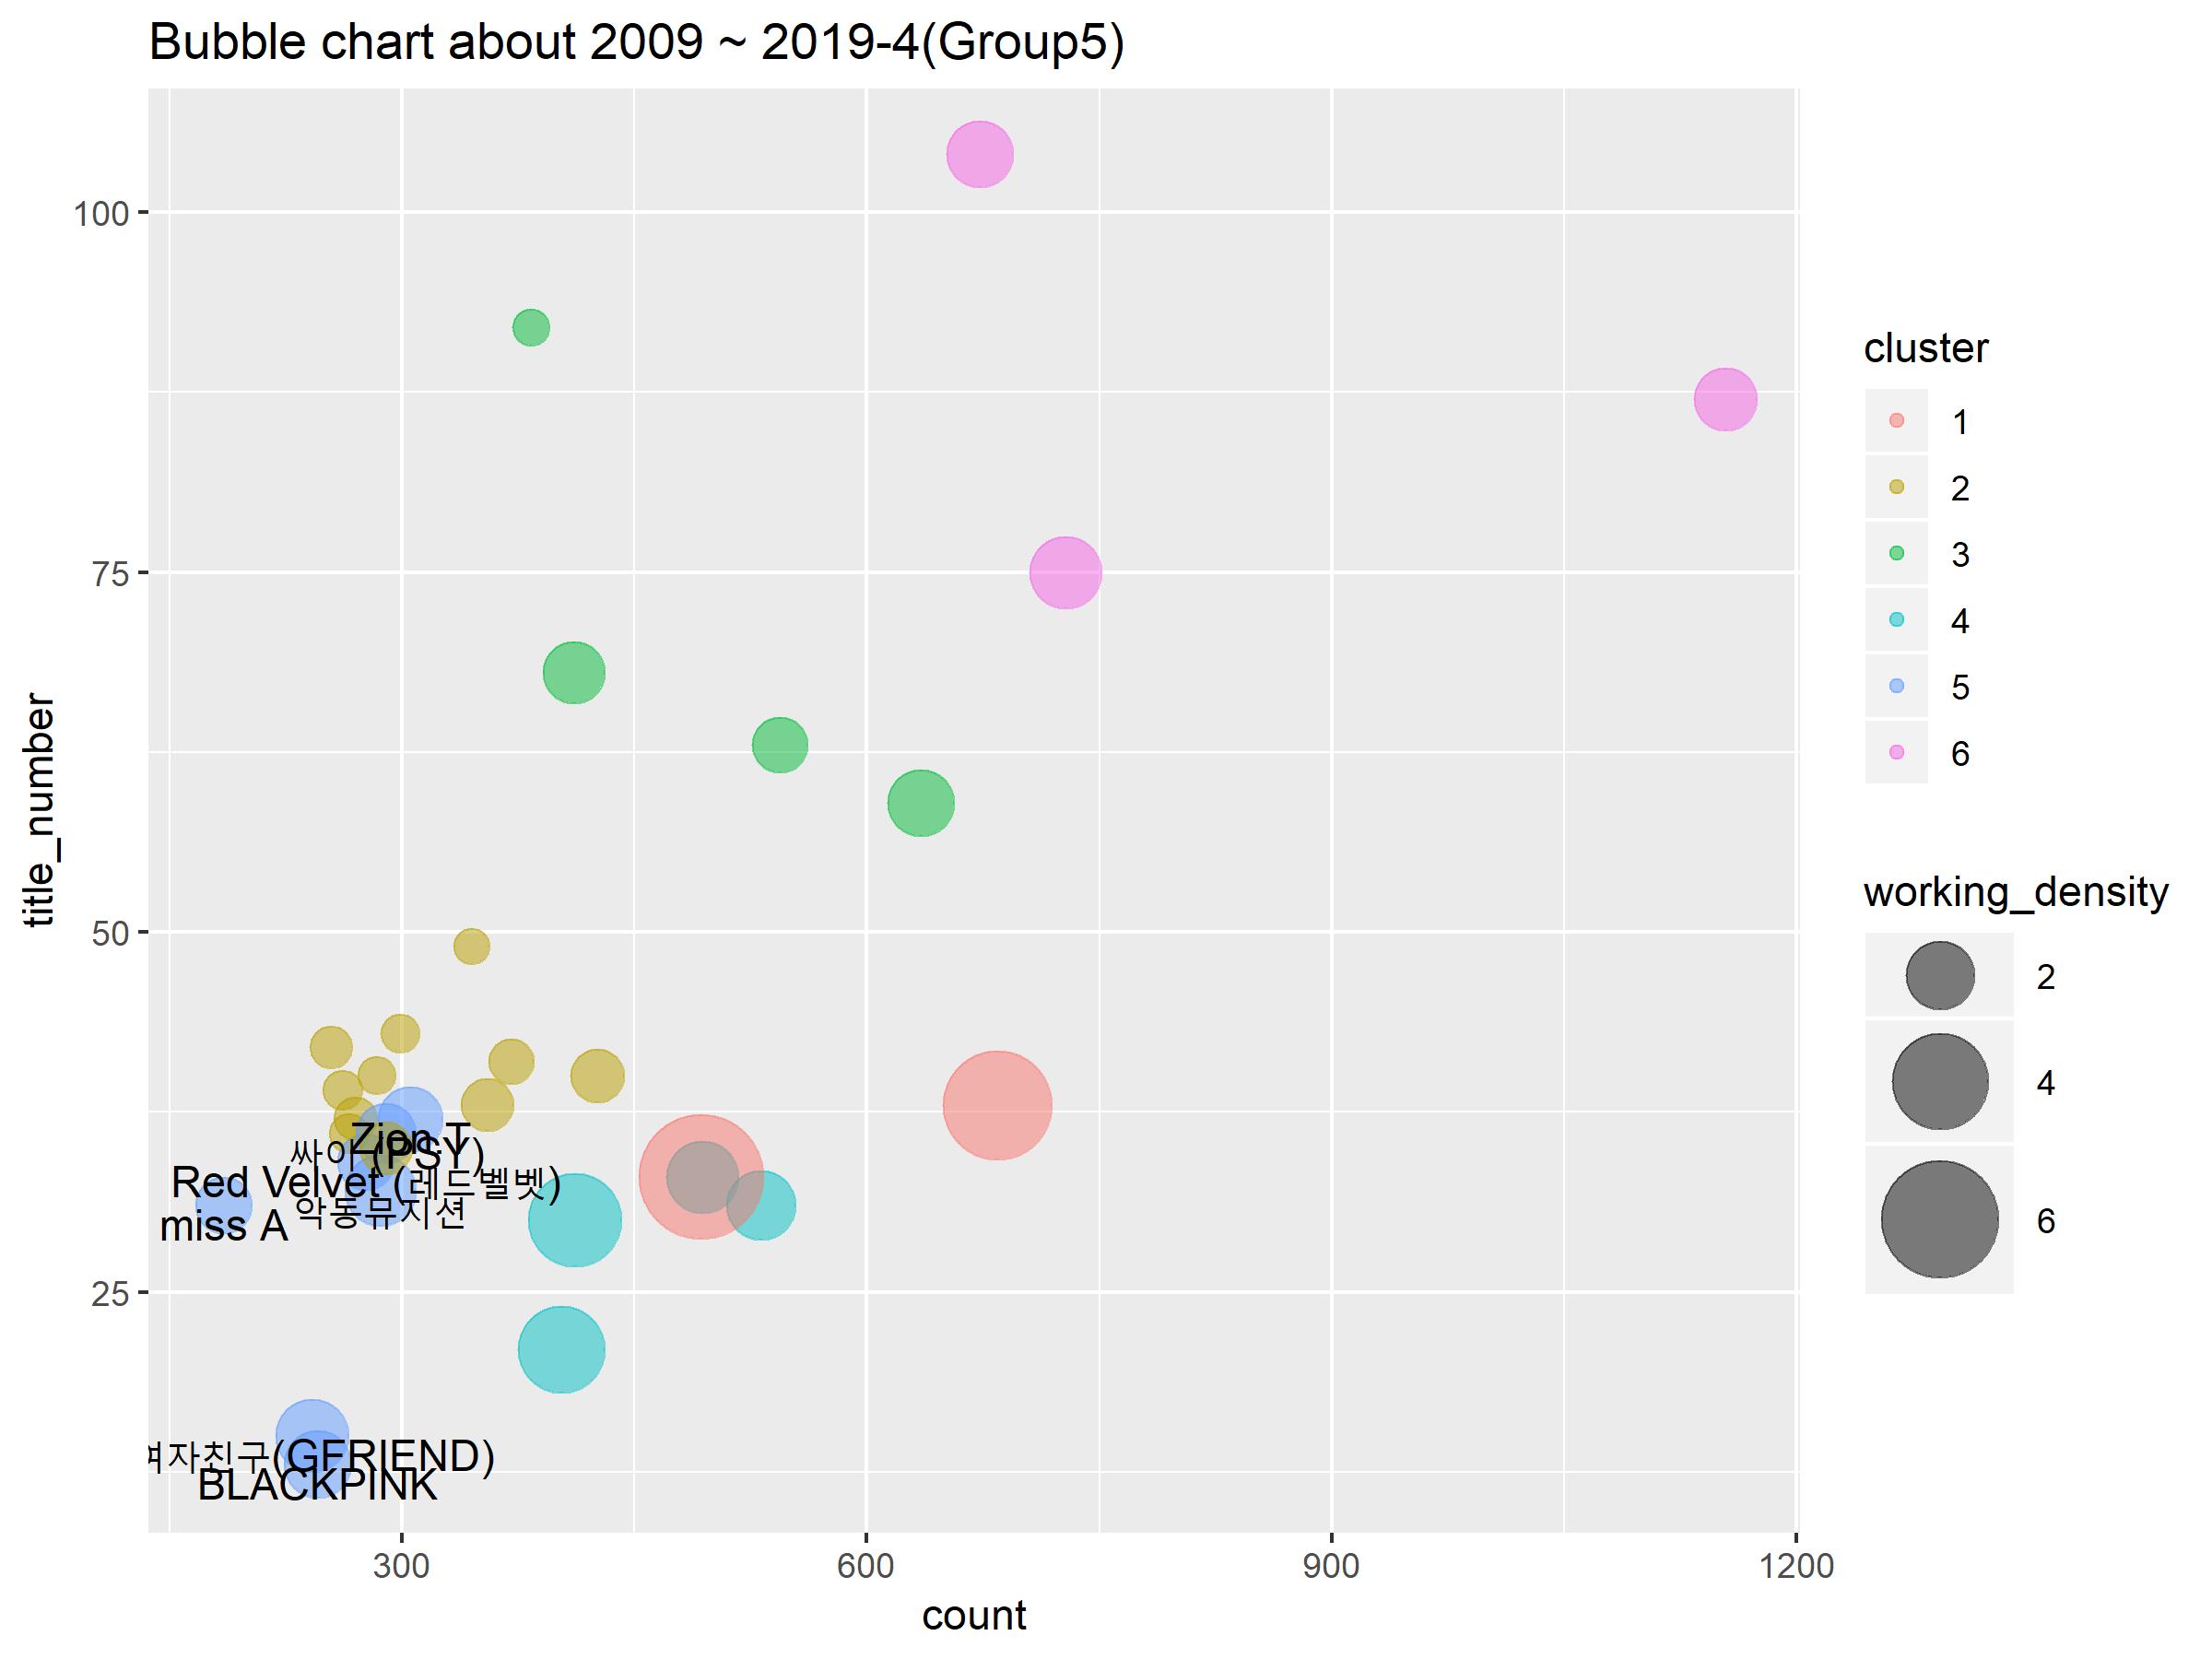 Bubble chart about 2009 ~ 2019-4(Group5)
title_number
100
75
50
25
Zion.T
싸이 (PSY)
Red Velvet (레드벨벳)
악동뮤지션
miss A
여자친구(GFRIEND)
BLACKPINK
300
600
900
1200
count
cluster
1
2
3
4
5
6
working_density
2
4
6